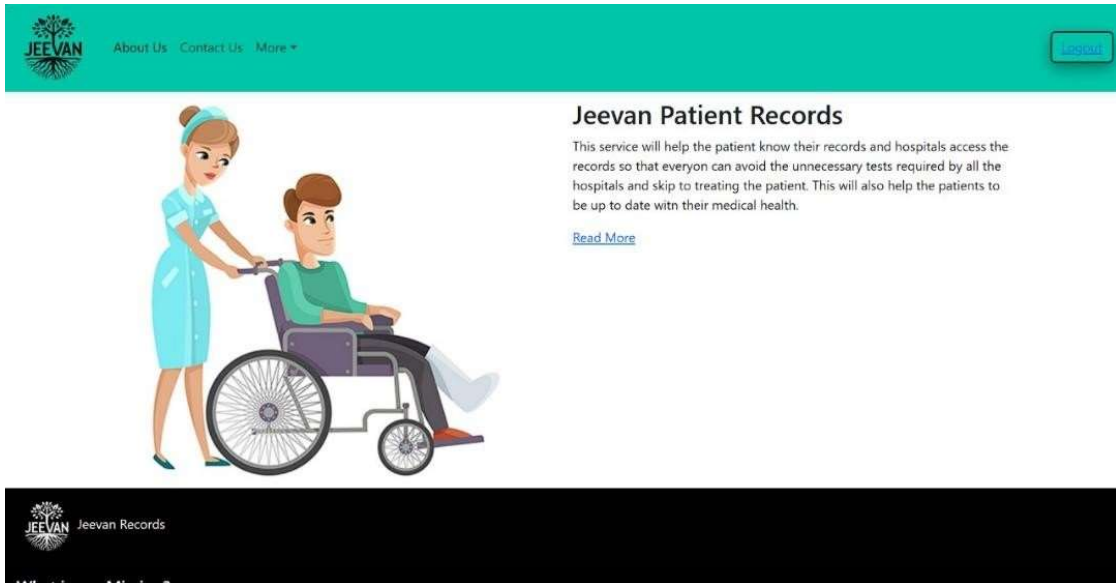 JEEVAN
About Us Contact Us More
Logout
Jeevan Patient Records
This service will help the patient know their records and hospitals access the
records so that everyon can avoid the unnecessary tests required by all the
hospitals and skip to treating the patient. This will also help the patients to
be up to date witn their medical health.
Read More
JEEVAN Jeevan Records